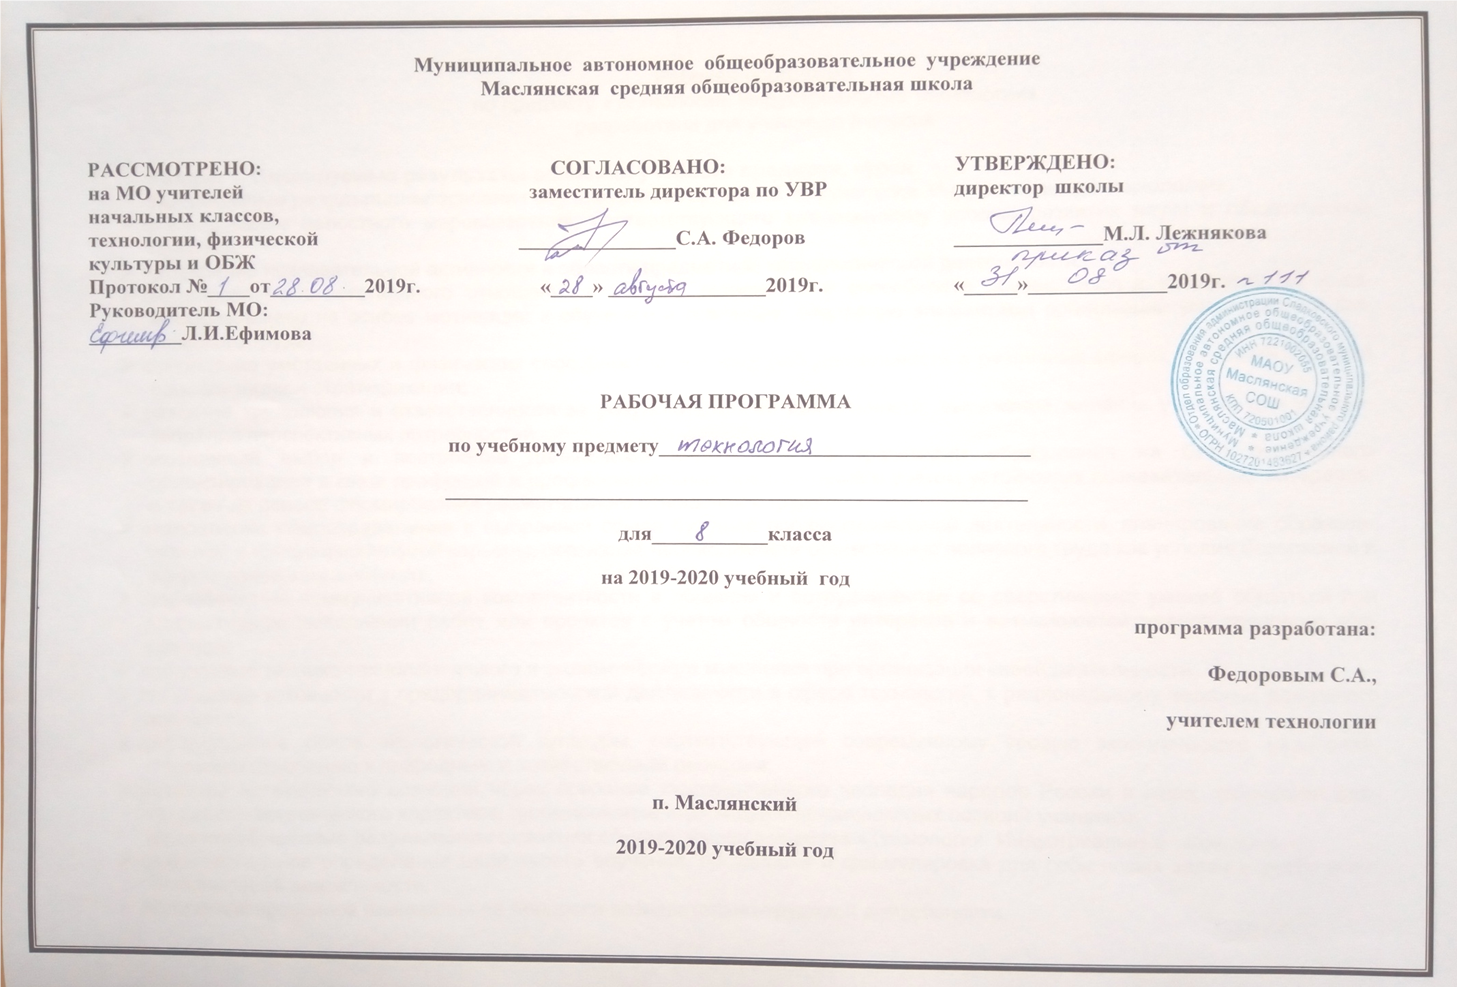 Муниципальное автономное общеобразовательное учреждение
Маслянская средняя общеобразовательная школа
РАССМОТРЕНО:
на МО учителей
начальных классов,
технологии, физической
культуры и ОБЖ
Протокол № 1 от 28.08. 2019г.
Руководитель МО:
Л.И.Ефимова
СОГЛАСОВАНО:
заместитель директора по УВР
С.А. Федоров
«28» августа 2019г.
УТВЕРЖДЕНО:
директор школы
М.Л. Лежнякова
приказ от
«31» 08 2019г. №111
МАОУ
Маслянская
СОШ
РАБОЧАЯ ПРОГРАММА
по учебному предмету технология
для 8 класса
на 2019-2020 учебный год
программа разработана:
Федоровым С.А.,
учителем технологии
п. Маслянский
2019-2020 учебный год